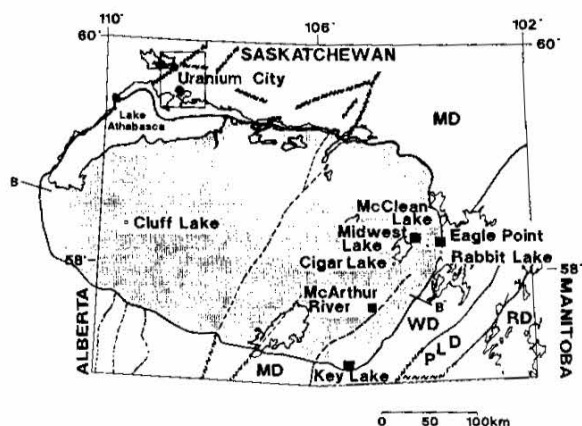 110°
106°
102°
60°
60°
SASKATCHEWAN
Uranium City
Lake
Athabasca
MD
B
McClean
Lake
Cluff Lake
Midwest
Lake
Eagle Point
Cigar Lake
Rabbit Lake
58°
58°
McArthur
River
B'
WD
RD
ALBERTA
MANITOBA
PLD
MD
Key Lake
0 50 100km